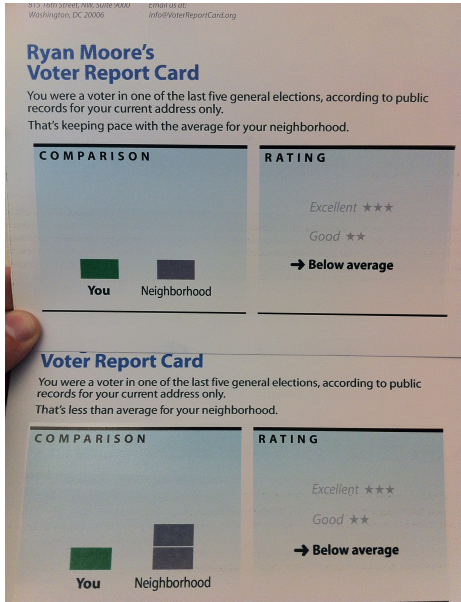 815 16th Street, NW, Suite 9000 Email us at:
Washington, DC 20006 info@VoterReportCard.org
Ryan Moore's
Voter Report Card
You were a voter in one of the last five general elections, according to public
records for your current address only.
That's keeping pace with the average for your neighborhood.
COMPARISON
You Neighborhood
RATING
Excellent ★★★
Good ★★
➔ Below average
Voter Report Card
You were a voter in one of the last five general elections, according to public
records for your current address only.
That's less than average for your neighborhood.
COMPARISON
You Neighborhood
RATING
Excellent ★★★
Good ★★
➔ Below average